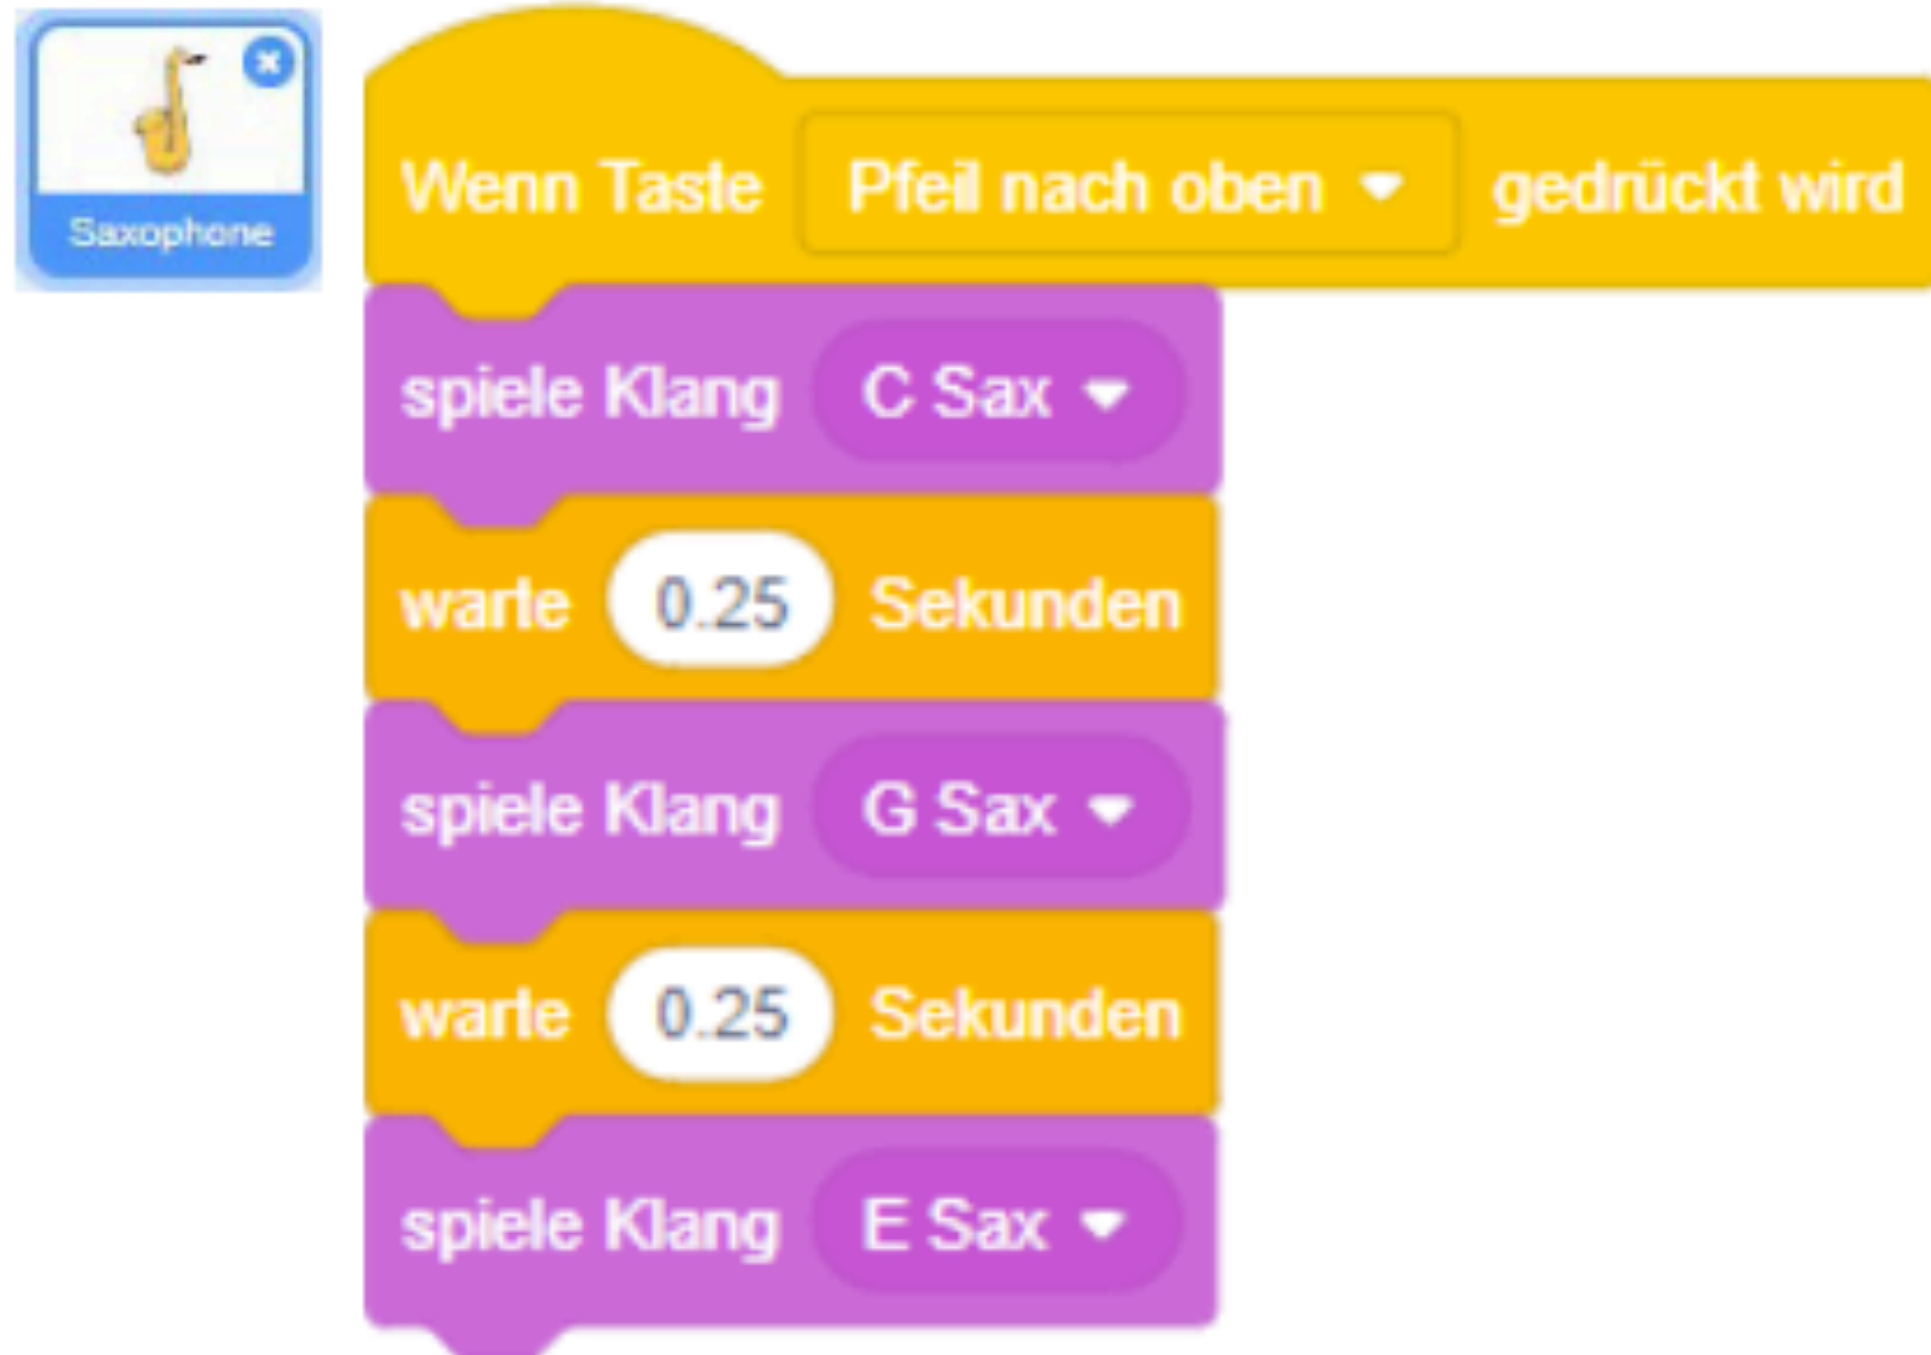 Saxophone
Wenn Taste Pfeil nach oben gedrückt wird
spiele Klang C Sax
warte 0.25 Sekunden
spiele Klang G Sax
warte 0.25 Sekunden
spiele Klang E Sax